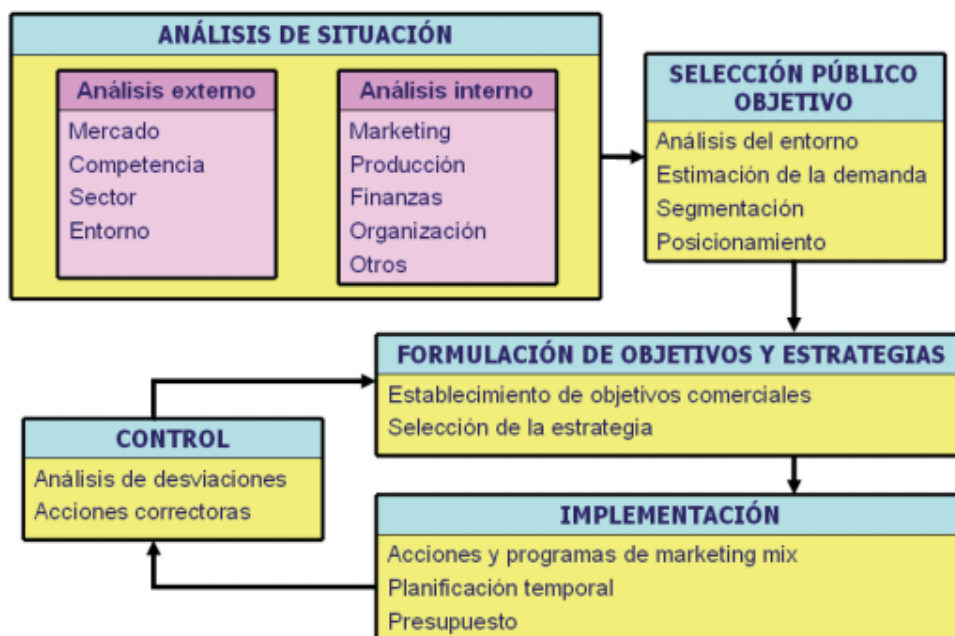 ANÁLISIS DE SITUACIÓN
Análisis externo
Mercado
Competencia
Sector
Entorno
Análisis interno
Marketing
Producción
Finanzas
Organización
Otros
SELECCIÓN PÚBLICO
OBJETIVO
Análisis del entorno
Estimación de la demanda
Segmentación
Posicionamiento
FORMULACIÓN DE OBJETIVOS Y ESTRATEGIAS
Establecimiento de objetivos comerciales
Selección de la estrategia
IMPLEMENTACIÓN
Acciones y programas de marketing mix
Planificación temporal
Presupuesto
CONTROL
Análisis de desviaciones
Acciones correctoras